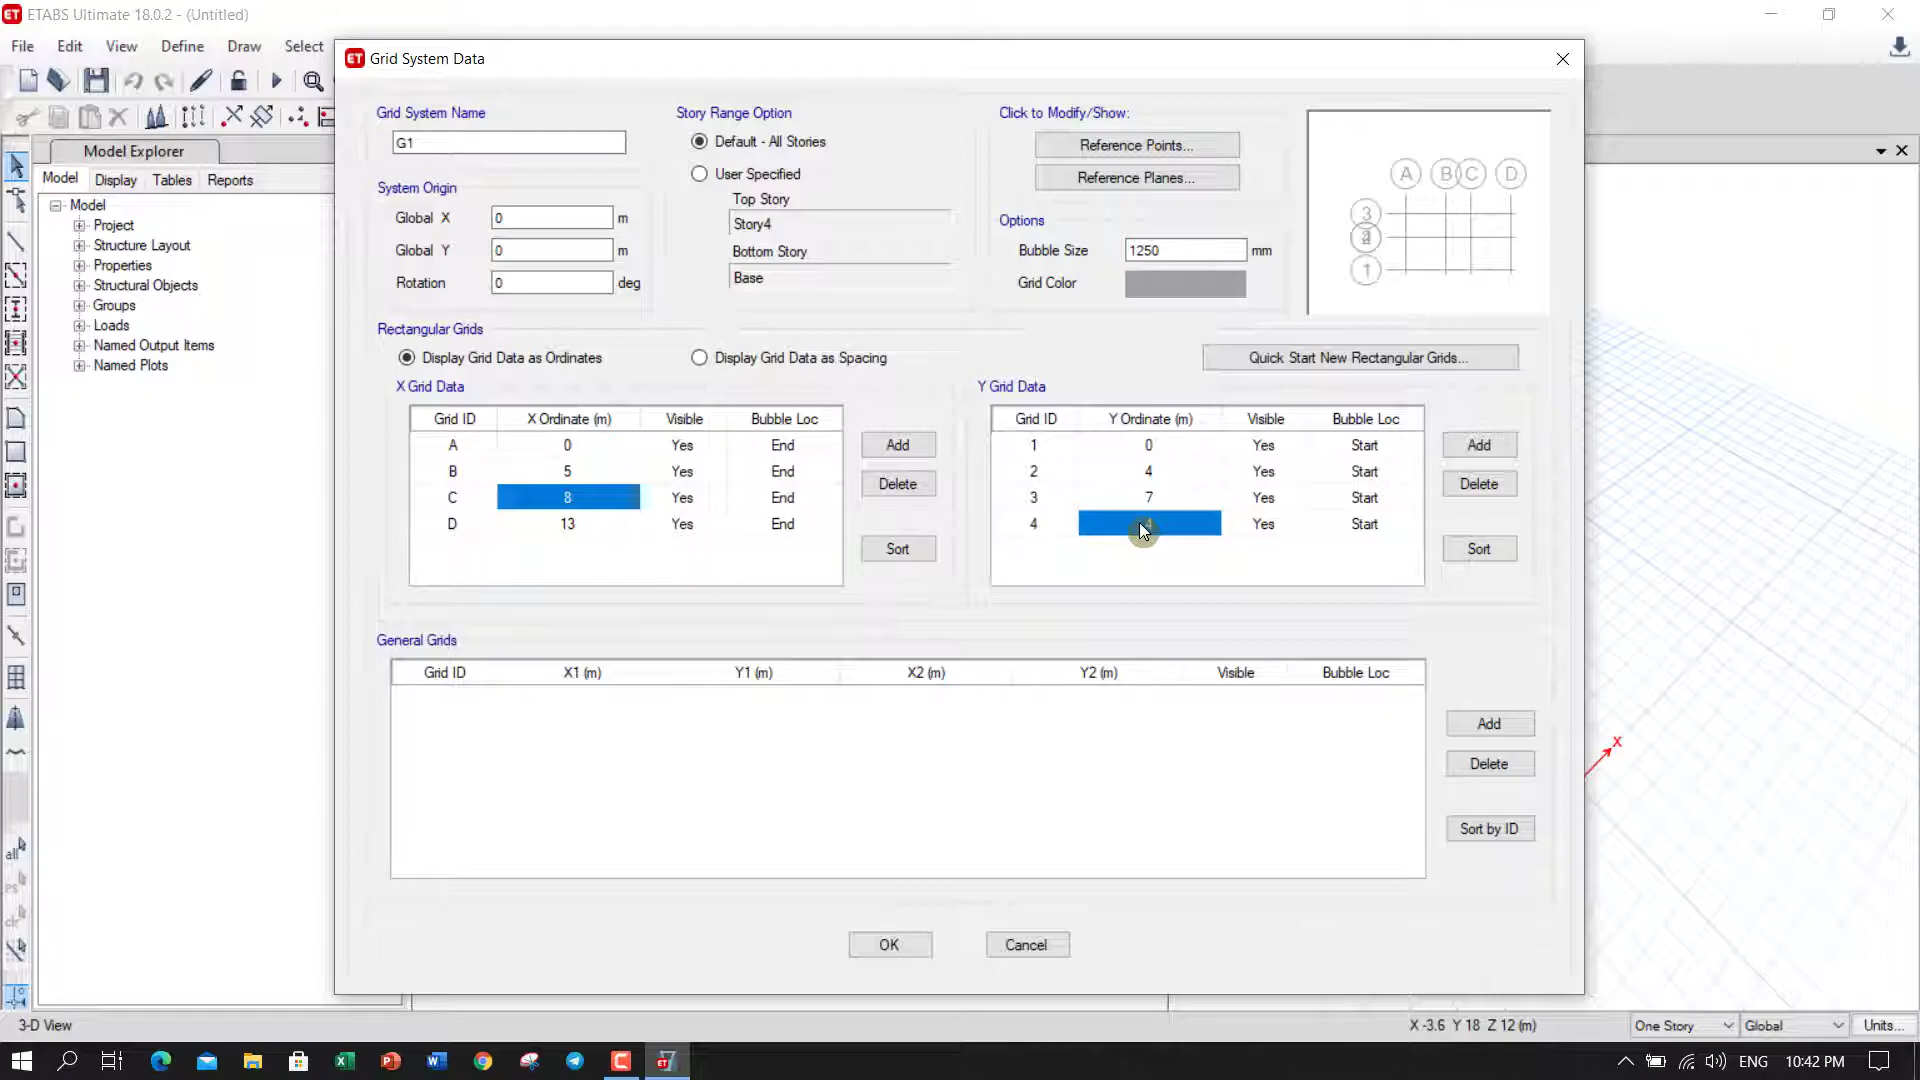 ETABS Ultimate 18.0.2 - (Untitled)
File Edit View Define Draw Select
Grid System Data
Model Explorer
Model Display Tables Reports
Model
Project
Structure Layout
Properties
Structural Objects
Groups
Loads
Named Output Items
Named Plots
Grid System Name
G1
System Origin
Global X 0 m
Global Y 0 m
Rotation 0 deg
Story Range Option
Default - All Stories
User Specified
Top Story
Story4
Bottom Story
Base
Click to Modify/Show:
Reference Points...
Reference Planes...
Options
Bubble Size 1250 mm
Grid Color
A B C D
3
1
Rectangular Grids
Display Grid Data as Ordinates Display Grid Data as Spacing Quick Start New Rectangular Grids...
X Grid Data
Grid ID X Ordinate (m) Visible Bubble Loc
A 0 Yes End
B 5 Yes End
C 8 Yes End
D 13 Yes End
Add
Delete
Sort
Y Grid Data
Grid ID Y Ordinate (m) Visible Bubble Loc
1 0 Yes Start
2 4 Yes Start
3 7 Yes Start
4 Yes Start
Add
Delete
Sort
General Grids
Grid ID X1 (m) Y1 (m) X2 (m) Y2 (m) Visible Bubble Loc
Add
Delete
Sort by ID
OK Cancel
X
all
ps
clr
3-D View X -3.6 Y 18 Z 12 (m) One Story Global Units...
ENG 10:42 PM